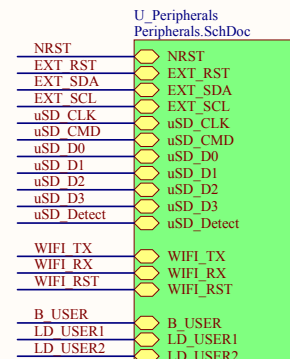 U_Peripherals
Peripherals.SchDoc
NRST NRST
EXT_RST EXT_RST
EXT_SDA EXT_SDA
EXT_SCL EXT_SCL
uSD_CLK uSD_CLK
uSD_CMD uSD_CMD
uSD_D0 uSD_D0
uSD_D1 uSD_D1
uSD_D2 uSD_D2
uSD_D3 uSD_D3
uSD_Detect uSD_Detect
WIFI_TX WIFI_TX
WIFI_RX WIFI_RX
WIFI_RST WIFI_RST
B_USER B_USER
LD_USER1 LD_USER1
LD_USER2 LD_USER2